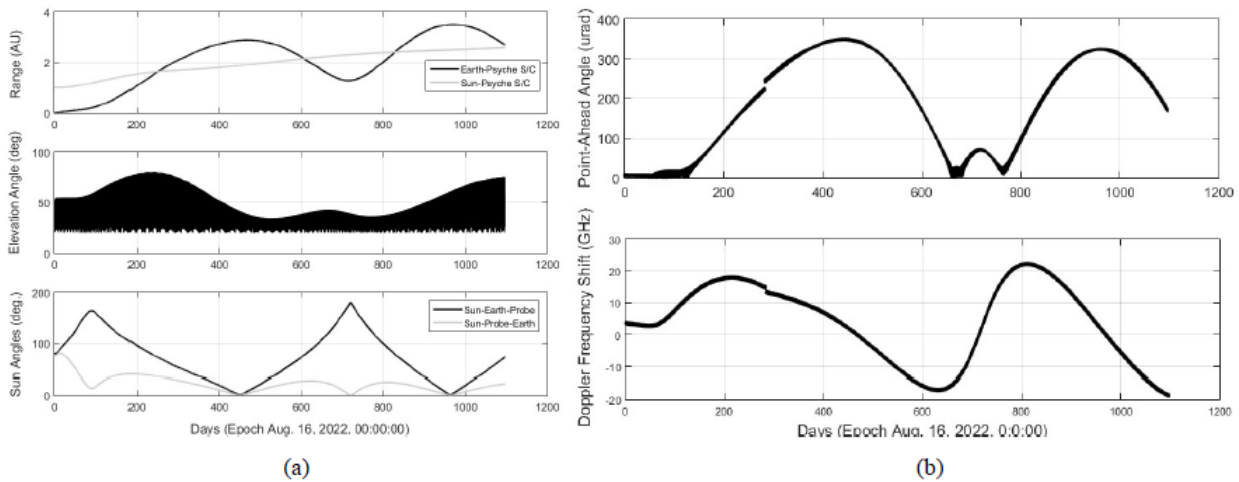 Range (AU)
4
2
0
0 200 400 600 800 1000 1200
Earth-Psyche S/C
Sun-Psyche S/C
Elevation Angle (deg)
100
50
0
0 200 400 600 800 1000 1200
Sun Angles (deg.)
200
100
0
0 200 400 600 800 1000 1200
Sun-Earth-Probe
Sun-Probe-Earth
Days (Epoch Aug. 16, 2022, 00:00:00)
(a)
Point-Ahead Angle (urad)
400
300
200
100
0
0 200 400 600 800 1000 1200
Doppler Frequency Shift (GHz)
30
20
10
0
-10
-20
0 200 400 600 800 1000 1200
Days (Epoch Aug. 16, 2022, 0:0:00)
(b)